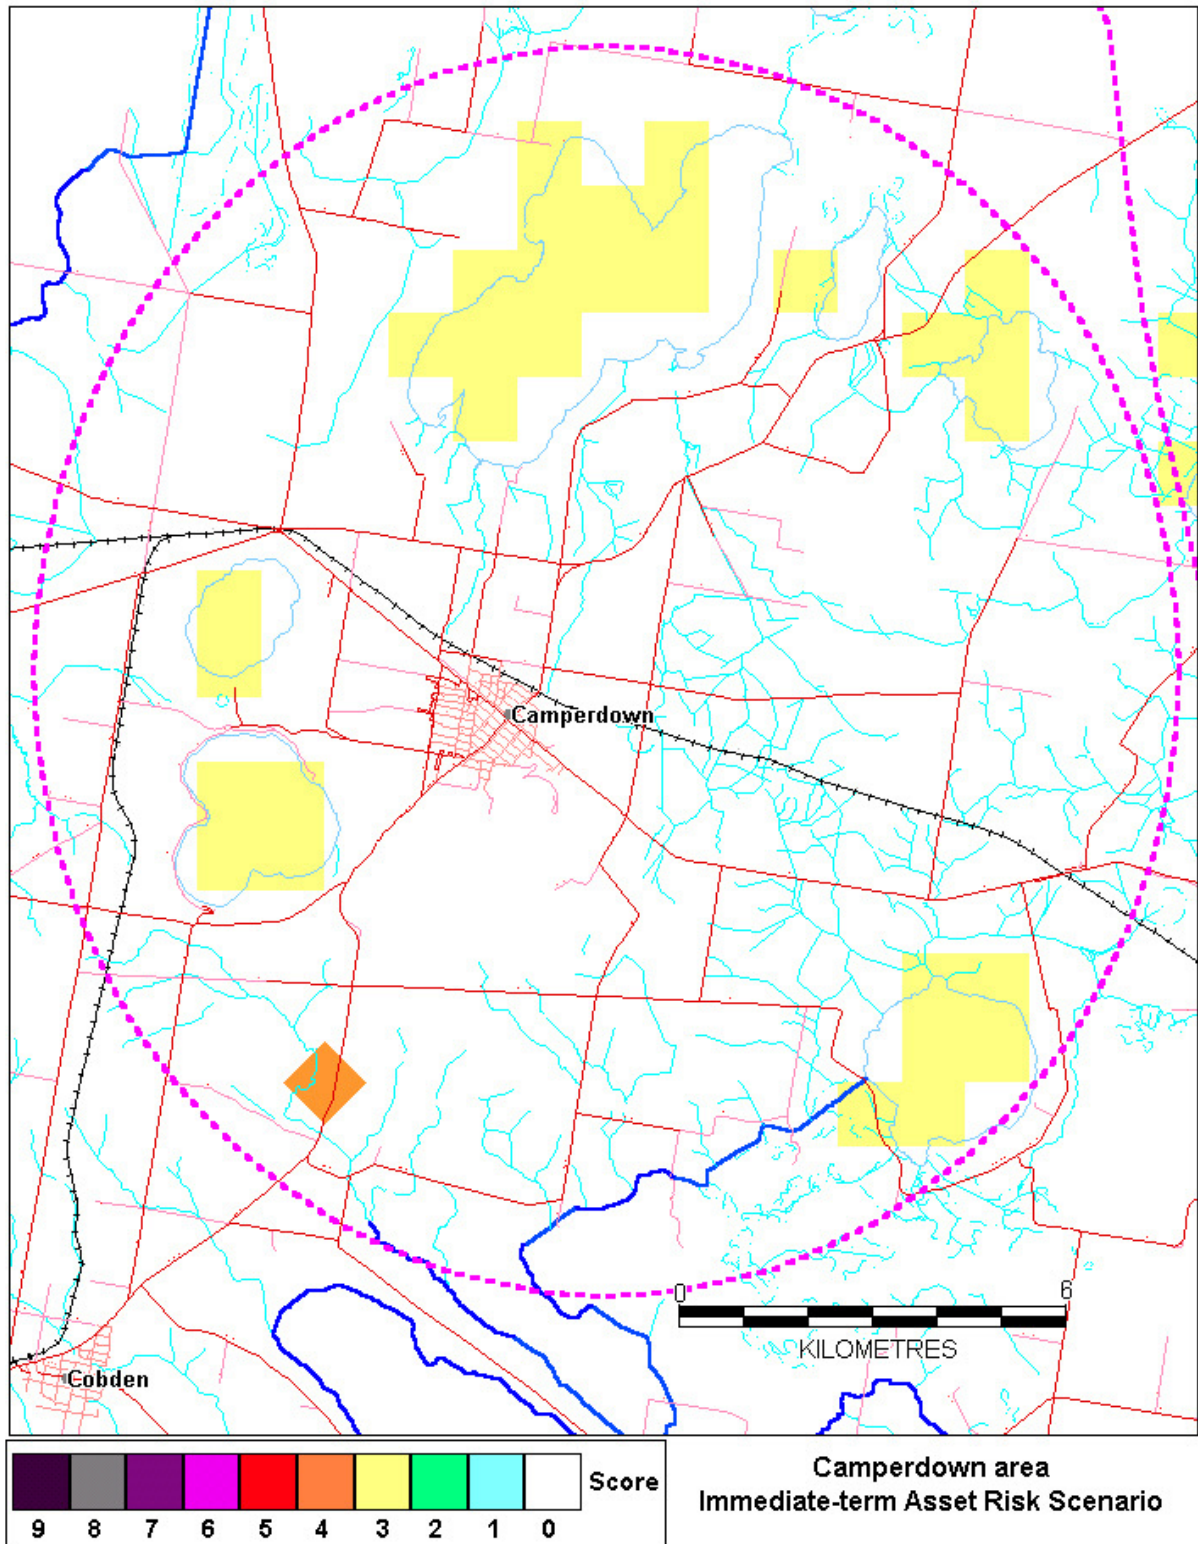 Camperdown
0 6
KILOMETRES
Cobden
Score
9 8 7 6 5 4 3 2 1 0
Camperdown area
Immediate-term Asset Risk Scenario